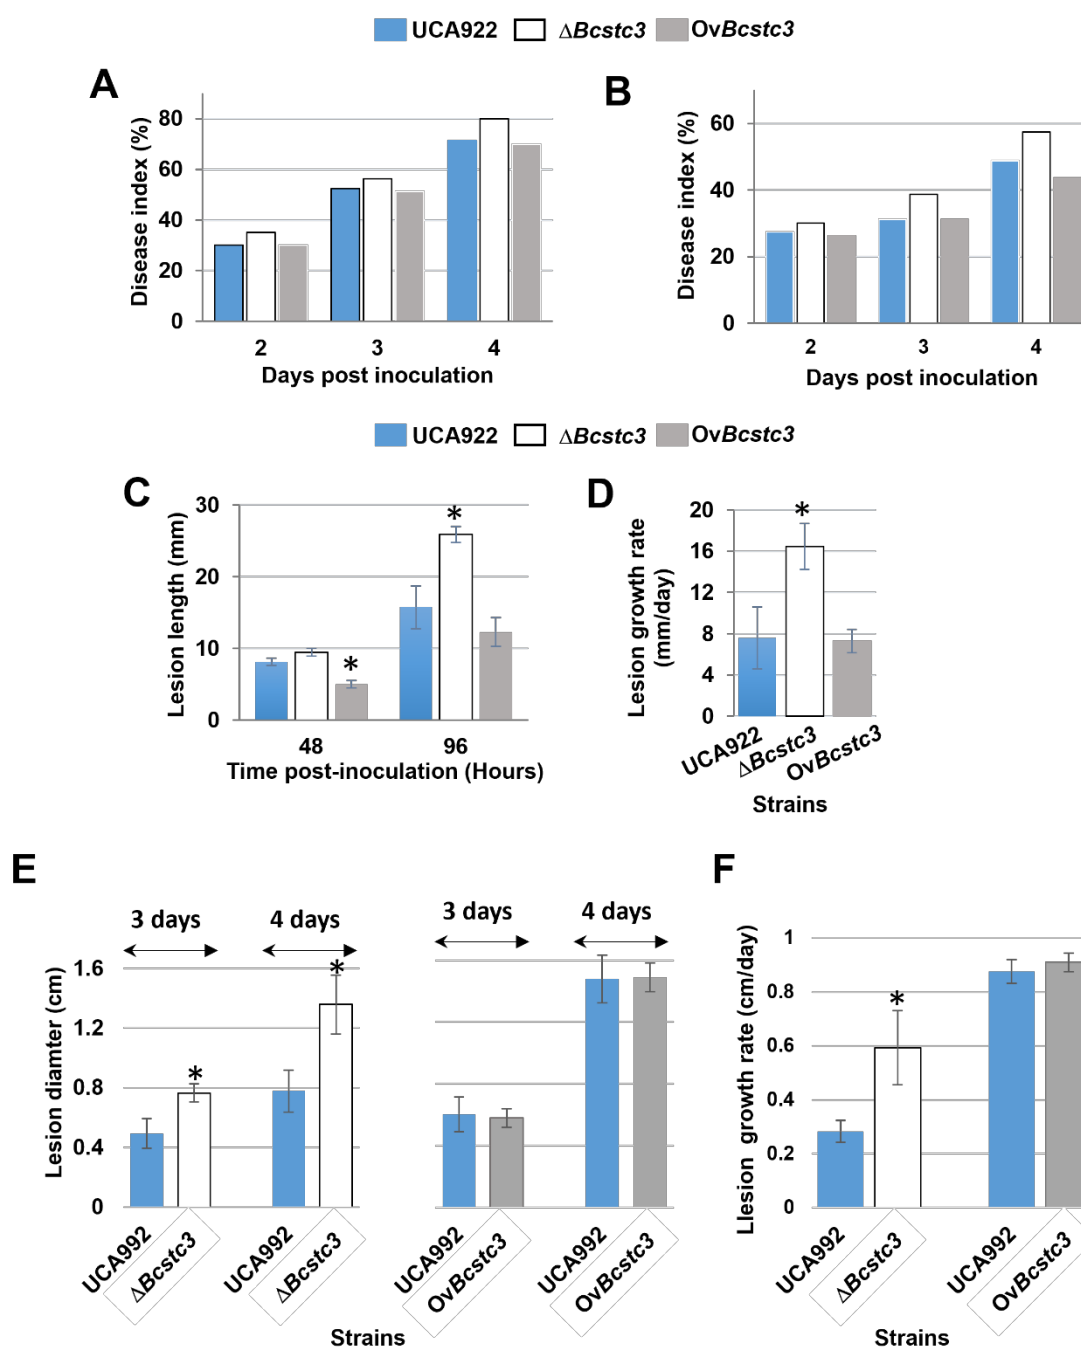 UCA922 ΔBcstc3 OvBcstc3
A
Disease index (%)
80
60
40
20
0
2 3 4
Days post inoculation
B
Disease index (%)
60
40
20
0
2 3 4
Days post inoculation
UCA922 ΔBcstc3 OvBcstc3
C
Lesion length (mm)
30
20
10
0
*
*
48 96
Time post-inoculation (Hours)
D
Lesion growth rate
(mm/day)
20
16
12
8
4
0
*
UCA922 ΔBcstc3 OvBcstc3
Strains
E
3 days 4 days 3 days 4 days
Lesion diamter (cm)
1.6
1.2
0.8
0.4
0
*
*
UCA992 ΔBcstc3 UCA992 ΔBcstc3 UCA992 OvBcstc3 UCA992 OvBcstc3
Strains
F
Llesion growth rate (cm/day)
1
0.8
0.6
0.4
0.2
0
*
UCA992 ΔBcstc3 UCA992 OvBcstc3
Strains